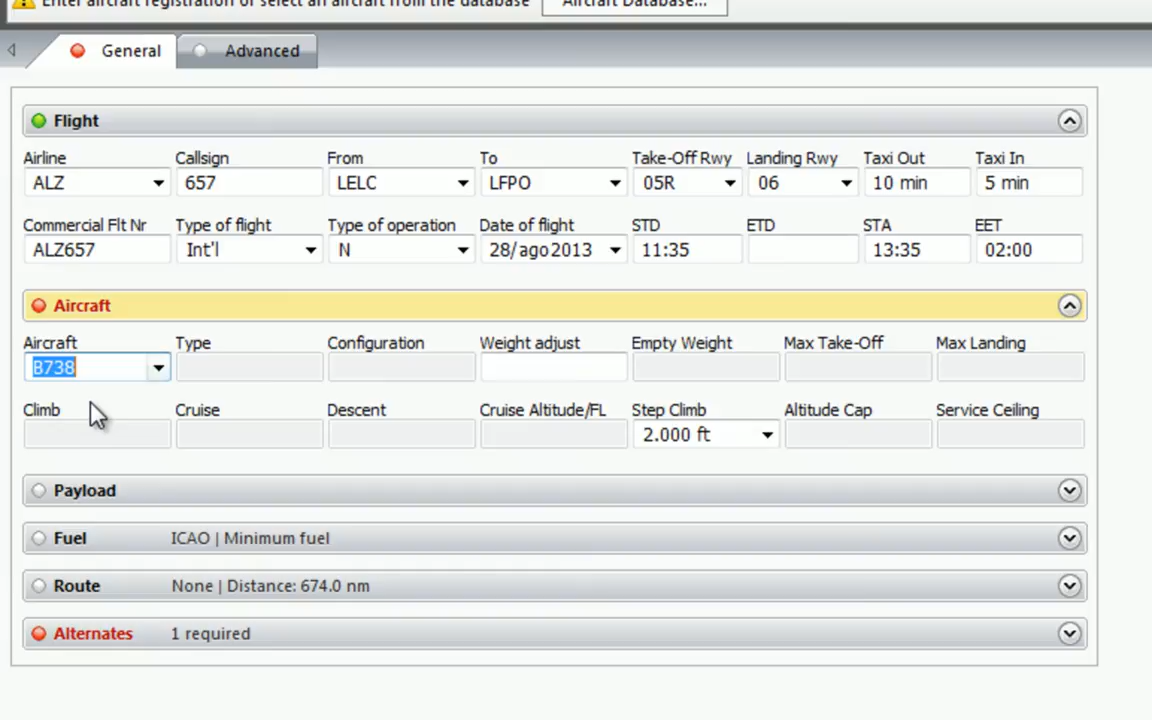 Enter aircraft registration or select an aircraft from the database Aircraft Database...
General Advanced
Flight
Airline Callsign From To Take-Off Rwy Landing Rwy Taxi Out Taxi In
ALZ 657 LELC LFPO 05R 06 10 min 5 min
Commercial Flt Nr Type of flight Type of operation Date of flight STD ETD STA EET
ALZ657 Int'l N 28/ago2013 11:35 13:35 02:00
Aircraft
Aircraft Type Configuration Weight adjust Empty Weight Max Take-Off Max Landing
B738
Climb Cruise Descent Cruise Altitude/FL Step Climb Altitude Cap Service Ceiling
2.000 ft
Payload
Fuel ICAO | Minimum fuel
Route None | Distance: 674.0 nm
Alternates 1 required